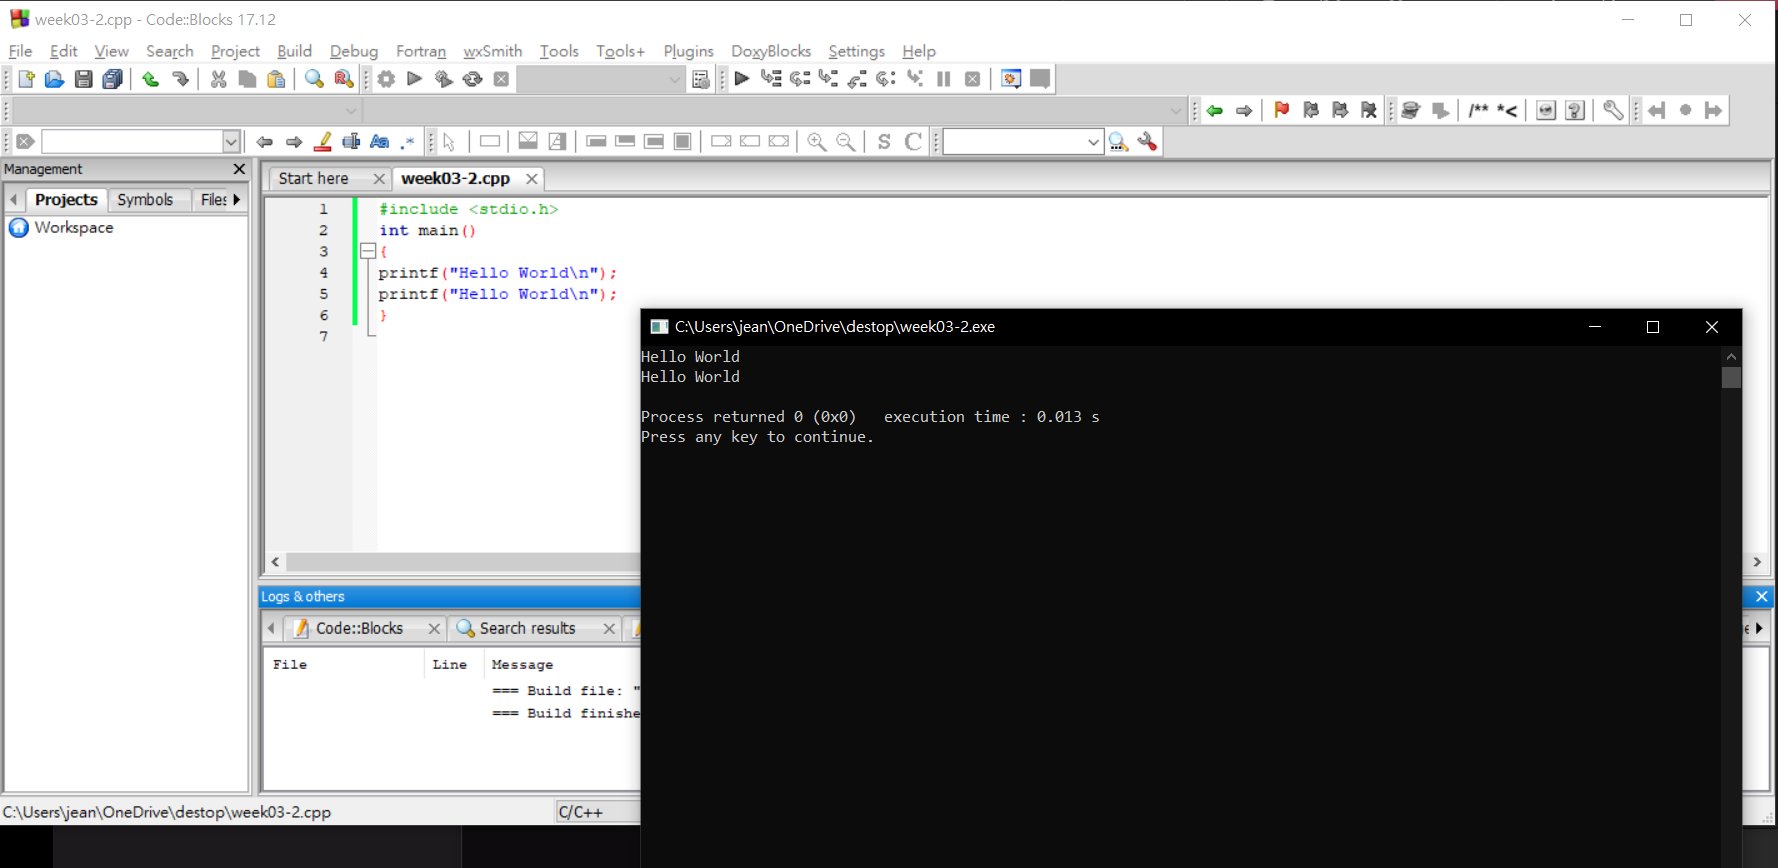 week03-2.cpp - Code::Blocks 17.12
File Edit View Search Project Build Debug Fortran wxSmith Tools Tools+ Plugins DoxyBlocks Settings Help
/** *<
Aa .*
S C
Management
Projects Symbols Files
Workspace
Start here week03-2.cpp
1 #include <stdio.h>
2 int main()
3 {
4 printf("Hello World\n");
5 printf("Hello World\n");
6 }
7
C:\Users\jean\OneDrive\destop\week03-2.exe
Hello World
Hello World
Process returned 0 (0x0) execution time : 0.013 s
Press any key to continue.
Logs & others
Code::Blocks Search results
File Line Message
=== Build file: "
=== Build finishe
C:\Users\jean\OneDrive\destop\week03-2.cpp C/C++